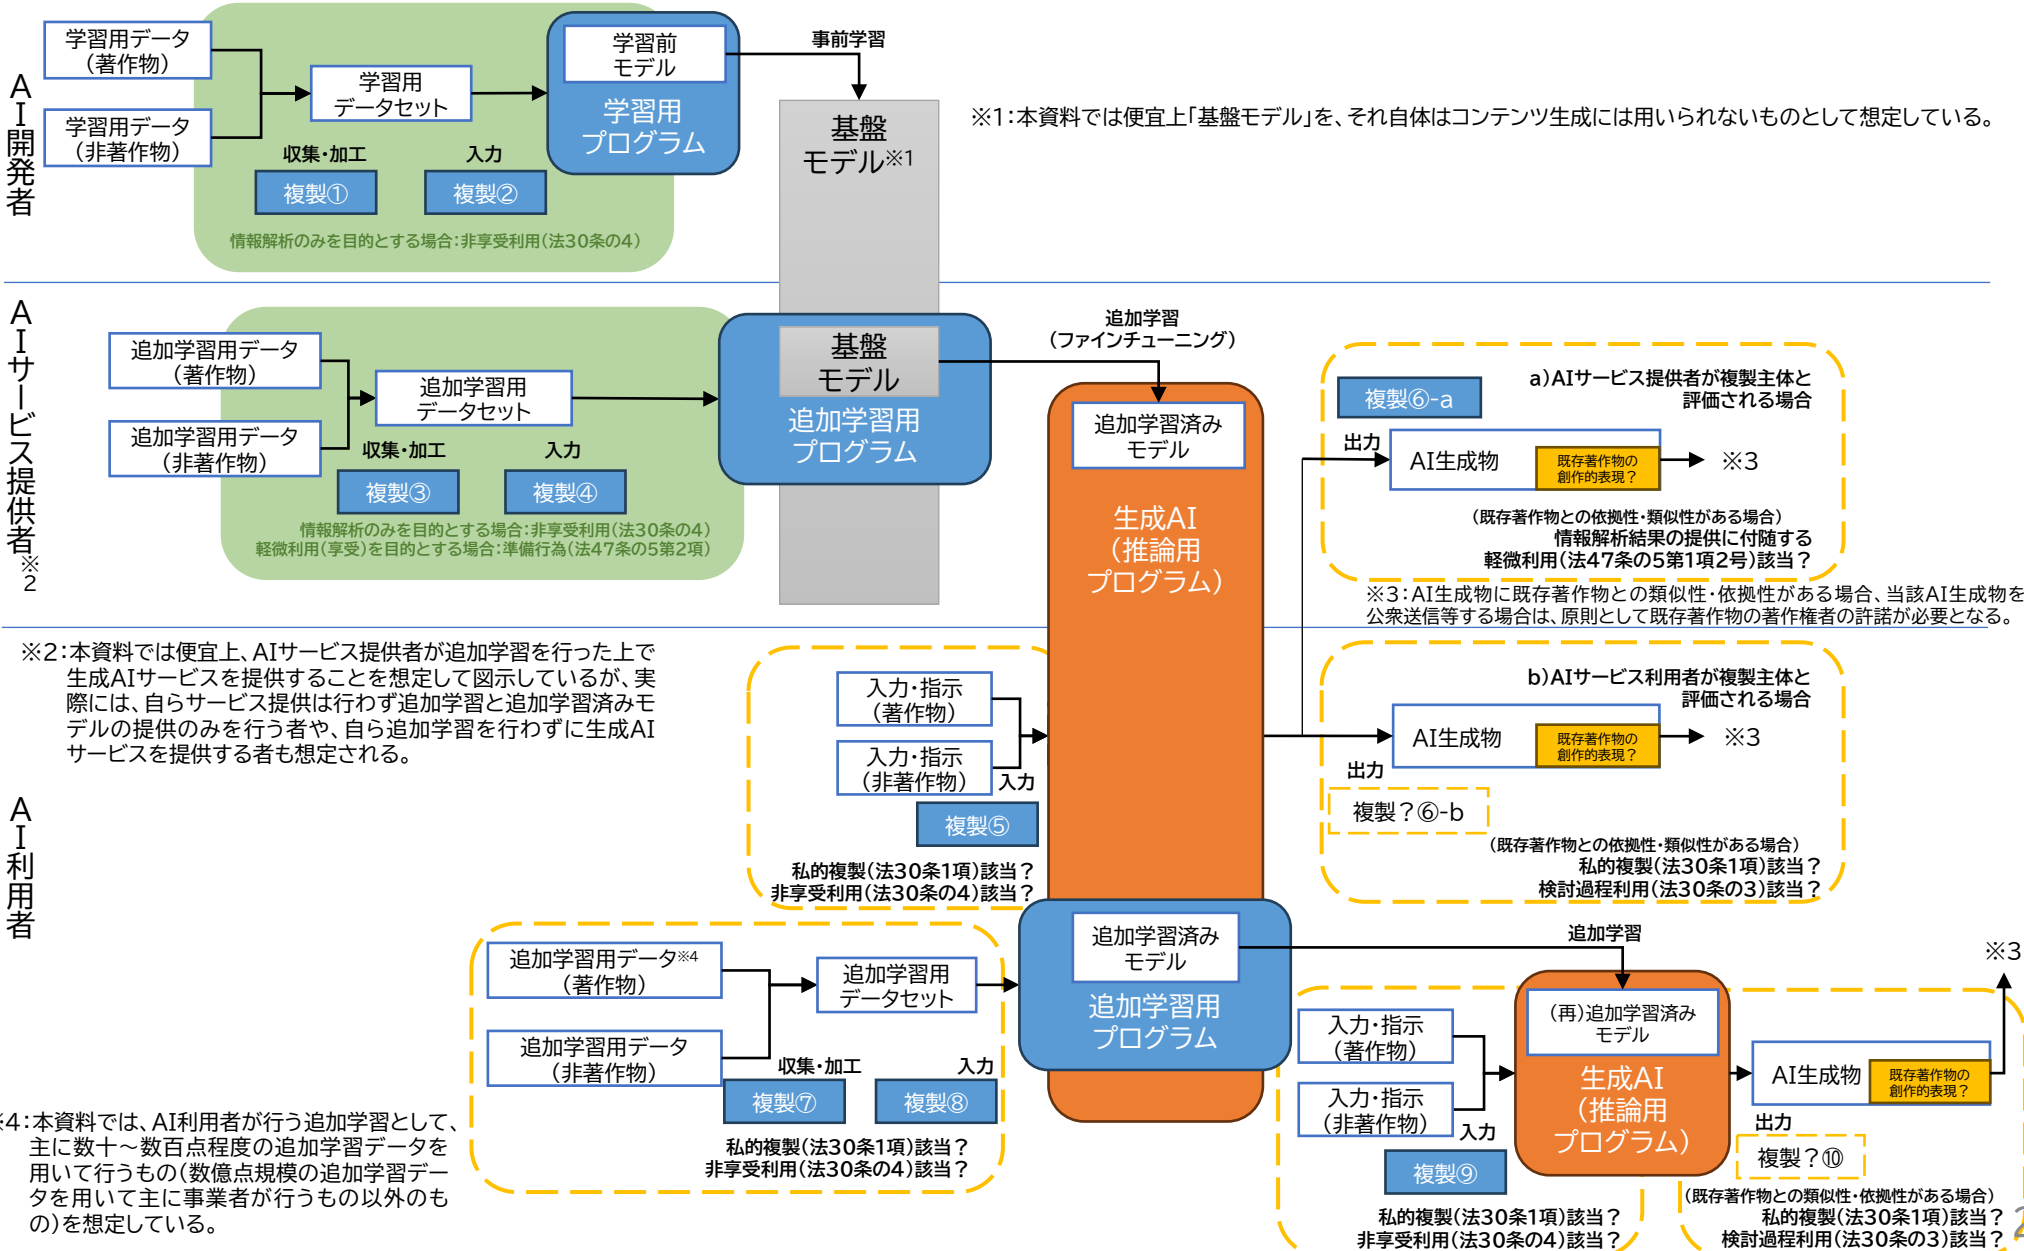 AI開発者
学習用データ
(著作物)
学習用データ
(非著作物)
学習用
データセット
収集・加工
入力
複製①
複製②
情報解析のみを目的とする場合:非享受利用(法30条の4)
学習前
モデル
学習用
プログラム
事前学習
基盤
モデル※1
※1:本資料では便宜上「基盤モデル」を、それ自体はコンテンツ生成には用いられないものとして想定している。
AIサービス提供者※2
追加学習用データ
(著作物)
追加学習用データ
(非著作物)
追加学習用
データセット
収集・加工
入力
複製③
複製④
情報解析のみを目的とする場合:非享受利用(法30条の4)
軽微利用(享受)を目的とする場合:準備行為(法47条の5第2項)
基盤
モデル
追加学習用
プログラム
追加学習
(ファインチューニング)
追加学習済み
モデル
生成AI
(推論用
プログラム)
複製⑥-a
a)AIサービス提供者が複製主体と
評価される場合
出力
AI生成物
既存著作物の
創作的表現?
※3
(既存著作物との依拠性・類似性がある場合)
情報解析結果の提供に付随する
軽微利用(法47条の5第1項2号)該当?
※3:AI生成物に既存著作物との類似性・依拠性がある場合、当該AI生成物を
公衆送信等する場合は、原則として既存著作物の著作権者の許諾が必要となる。
※2:本資料では便宜上、AIサービス提供者が追加学習を行った上で
生成AIサービスを提供することを想定して図示しているが、実
際には、自らサービス提供は行わず追加学習と追加学習済みモ
デルの提供のみを行う者や、自ら追加学習を行わずに生成AI
サービスを提供する者も想定される。
AI利用者
入力・指示
(著作物)
入力・指示
(非著作物)
入力
複製⑤
私的複製(法30条1項)該当?
非享受利用(法30条の4)該当?
b)AIサービス利用者が複製主体と
評価される場合
AI生成物
既存著作物の
創作的表現?
※3
出力
複製?⑥-b
(既存著作物との依拠性・類似性がある場合)
私的複製(法30条1項)該当?
検討過程利用(法30条の3)該当?
追加学習用データ※4
(著作物)
追加学習用データ
(非著作物)
追加学習用
データセット
収集・加工
入力
複製⑦
複製⑧
私的複製(法30条1項)該当?
非享受利用(法30条の4)該当?
追加学習済み
モデル
追加学習用
プログラム
追加学習
※3
入力・指示
(著作物)
入力・指示
(非著作物)
入力
複製⑨
私的複製(法30条1項)該当?
非享受利用(法30条の4)該当?
(再)追加学習済み
モデル
生成AI
(推論用
プログラム)
AI生成物
既存著作物の
創作的表現?
出力
複製?⑩
(既存著作物との類似性・依拠性がある場合)
私的複製(法30条1項)該当?
検討過程利用(法30条の3)該当?
※4:本資料では、AI利用者が行う追加学習として、
主に数十~数百点程度の追加学習データを
用いて行うもの(数億点規模の追加学習デー
タを用いて主に事業者が行うもの以外のも
の)を想定している。